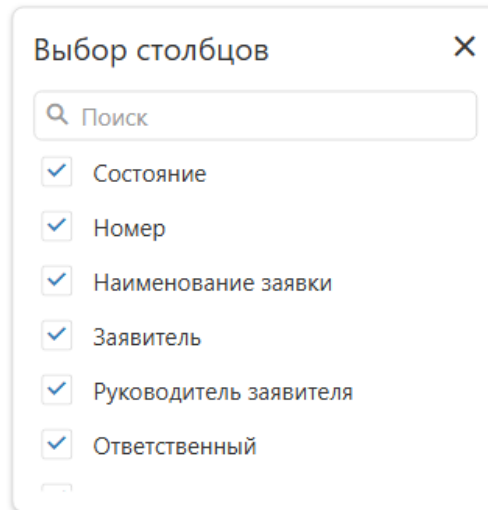 Выбор столбцов
Поиск
Состояние
Номер
Наименование заявки
Заявитель
Руководитель заявителя
Ответственный